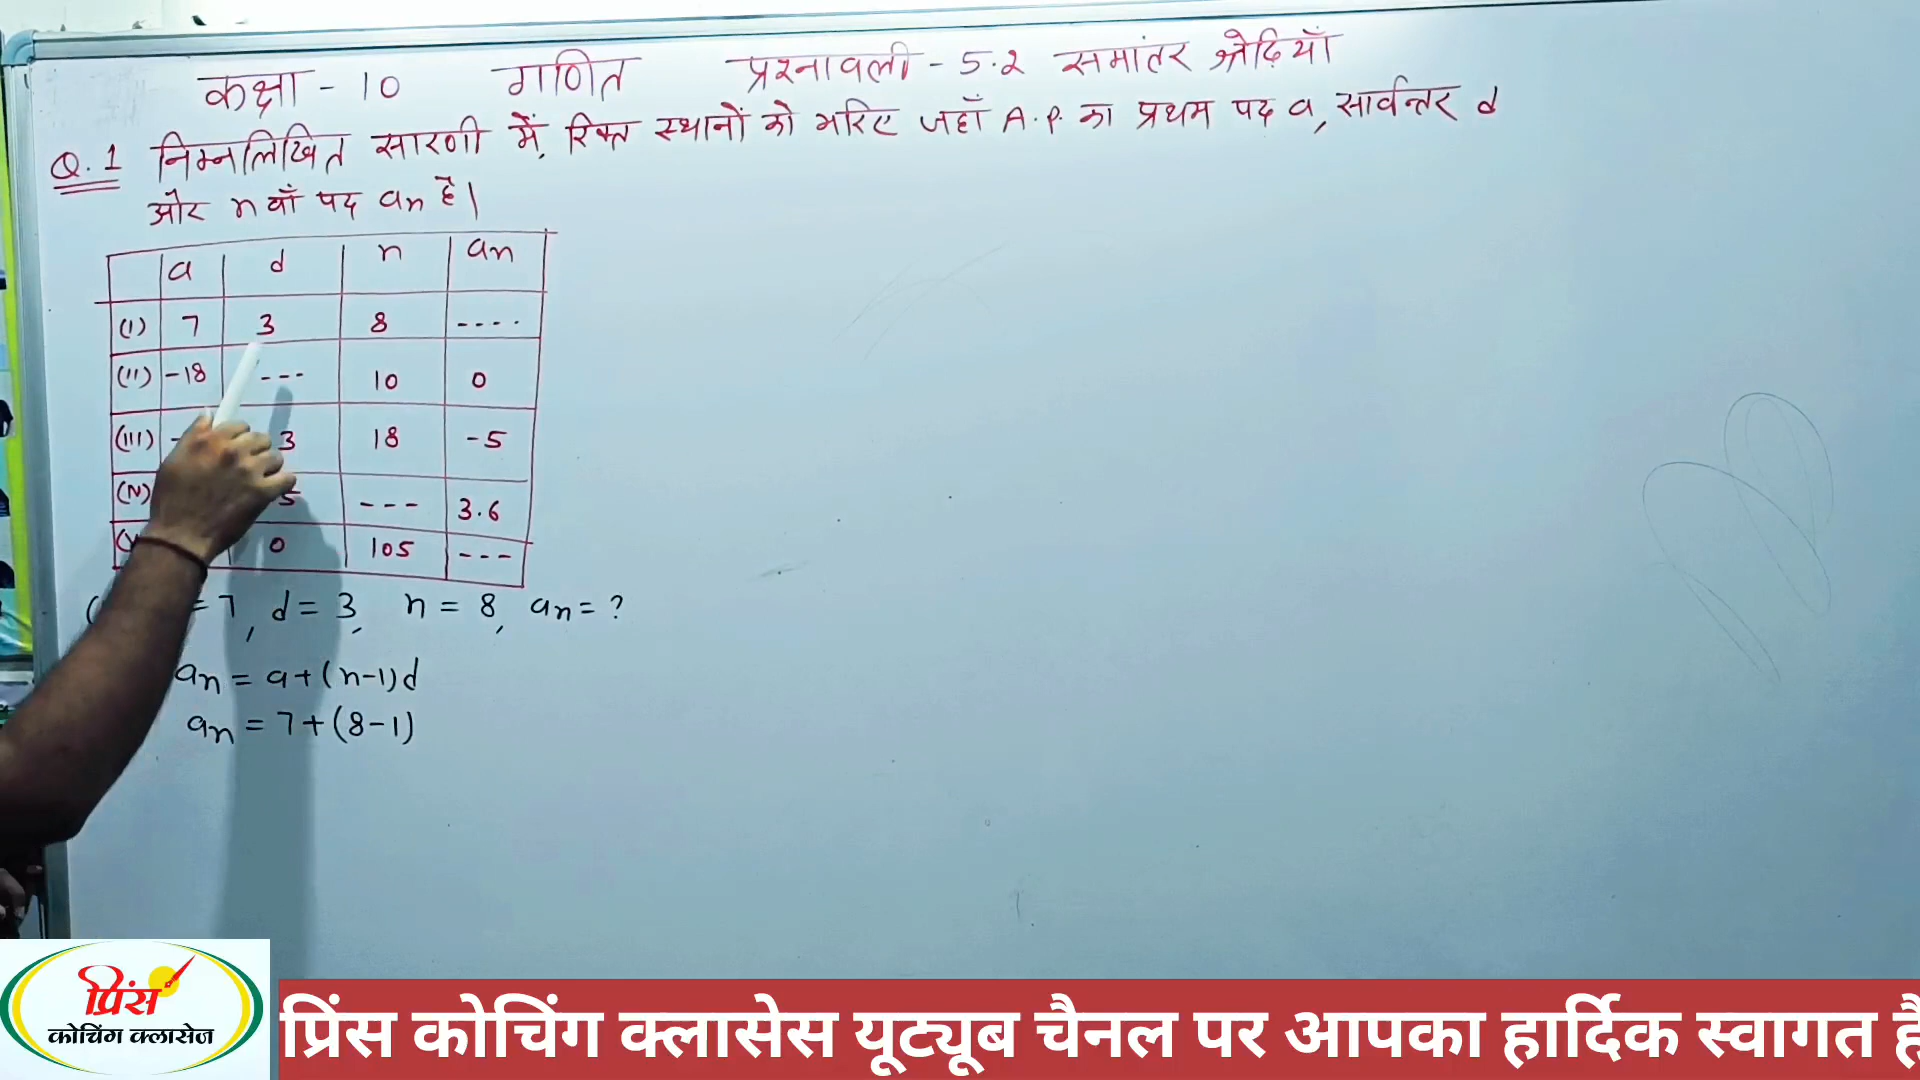 कक्षा - 10 गणित प्रश्नावली - 5.2 समांतर श्रेढ़ियाँ
Q.1 निम्नलिखित सारणी में, रिक्त स्थानों को भरिए जहाँ A.P. का प्रथम पद a, सार्वन्तर d
और n वाँ पद an है।
a d n an
(I) 7 3 8 ----
(II) -18 --- 10 0
(III) 3 18 -5
(IV) 5 --- 3.6
0 105 ---
= 7, d = 3, n = 8, an = ?
an = a+(n-1)d
an = 7+(8-1)
प्रिंस
कोचिंग क्लासेज
प्रिंस कोचिंग क्लासेस यूट्यूब चैनल पर आपका हार्दिक स्वागत है